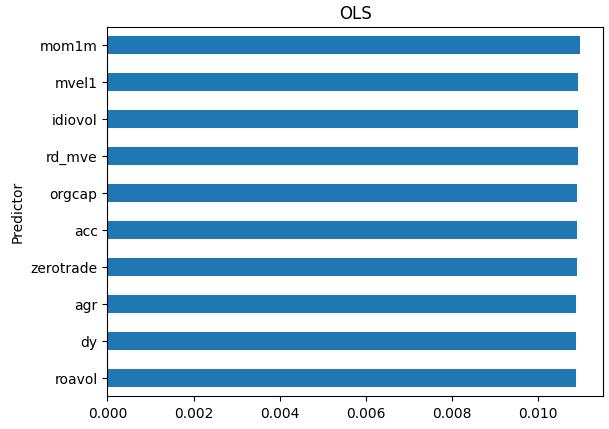 OLS
Predictor
mom1m
mvel1
idiovol
rd_mve
orgcap
acc
zerotrade
agr
dy
roavol
0.000 0.002 0.004 0.006 0.008 0.010